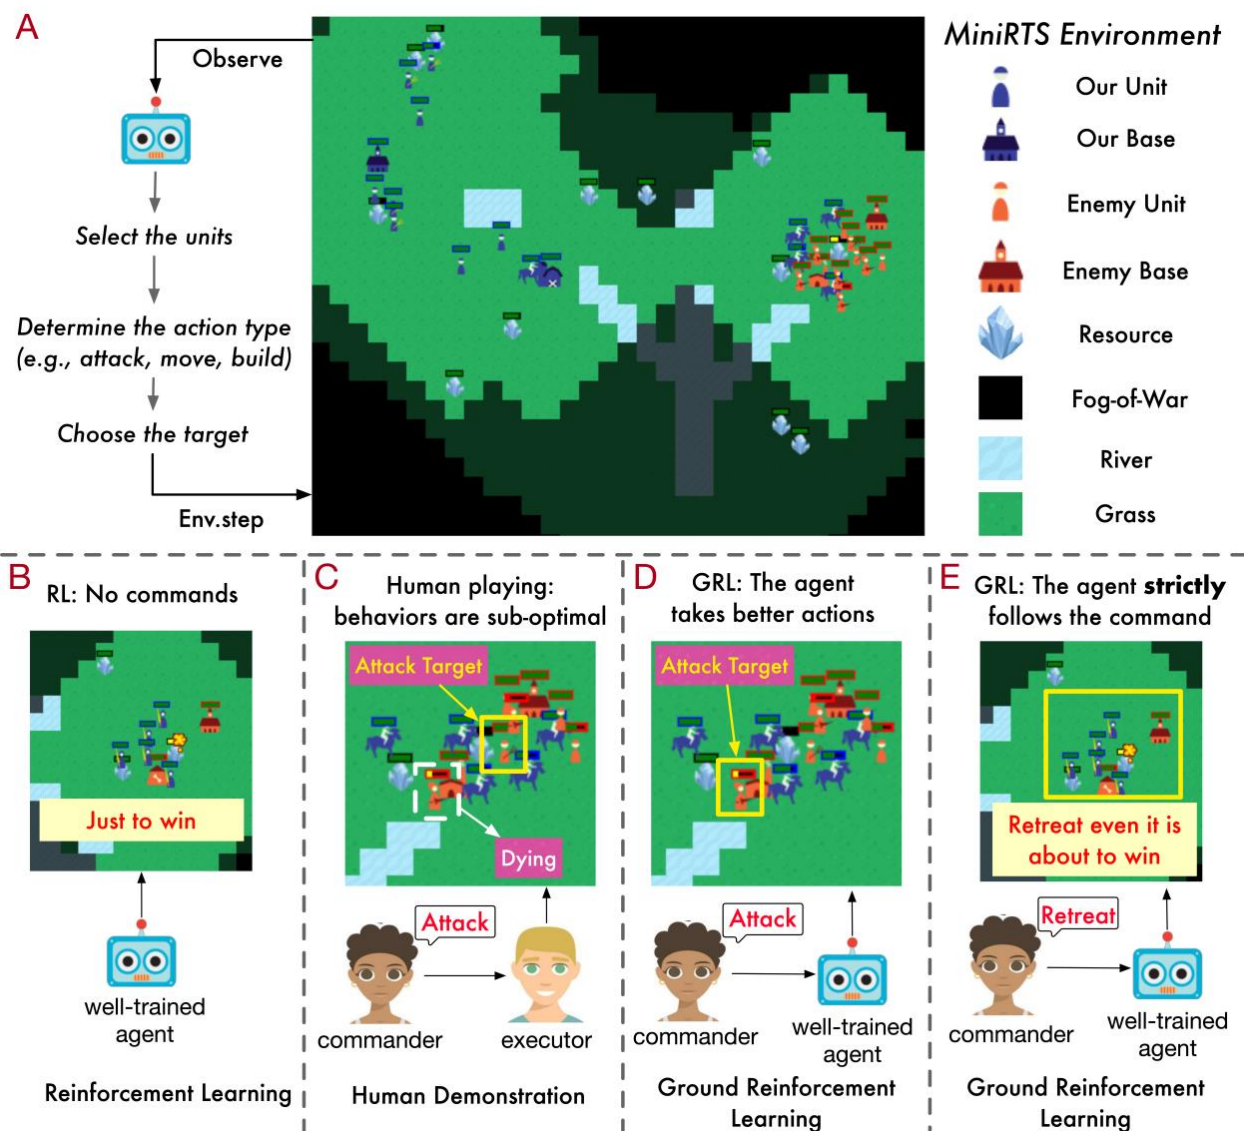 A
Observe
Select the units
Determine the action type
(e.g., attack, move, build)
Choose the target
Env.step
MiniRTS Environment
Our Unit
Our Base
Enemy Unit
Enemy Base
Resource
Fog-of-War
River
Grass
B
RL: No commands
Just to win
well-trained
agent
Reinforcement Learning
C
Human playing:
behaviors are sub-optimal
Attack Target
Dying
Attack
commander
executor
Human Demonstration
D
GRL: The agent
takes better actions
Attack Target
Attack
commander
well-trained
agent
Ground Reinforcement
Learning
E
GRL: The agent strictly
follows the command
Retreat even it is
about to win
Retreat
commander
well-trained
agent
Ground Reinforcement
Learning